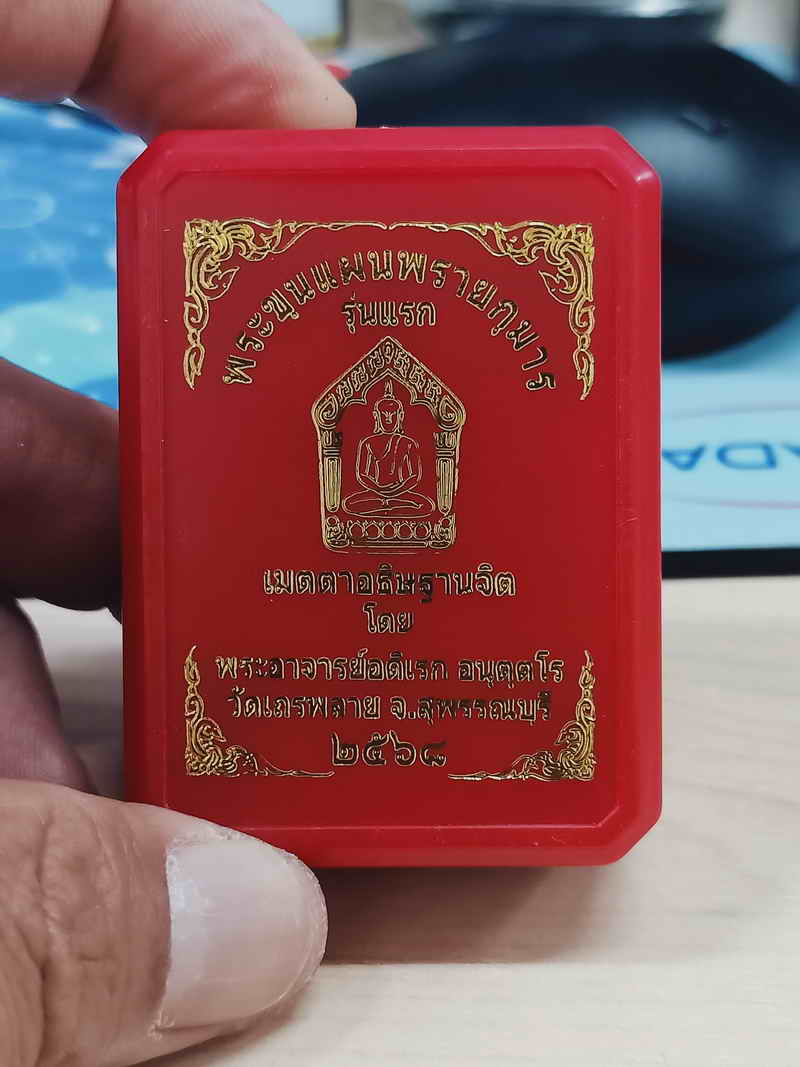 พระขุนแผนพรายกุมาร
รุ่นแรก
เมตตาอธิษฐานจิต
โดย
พระอาจารย์อดิเรก อนุตฺตโร
วัดเถรพลาย จ.สุพรรณบุรี
๒๕๖๘